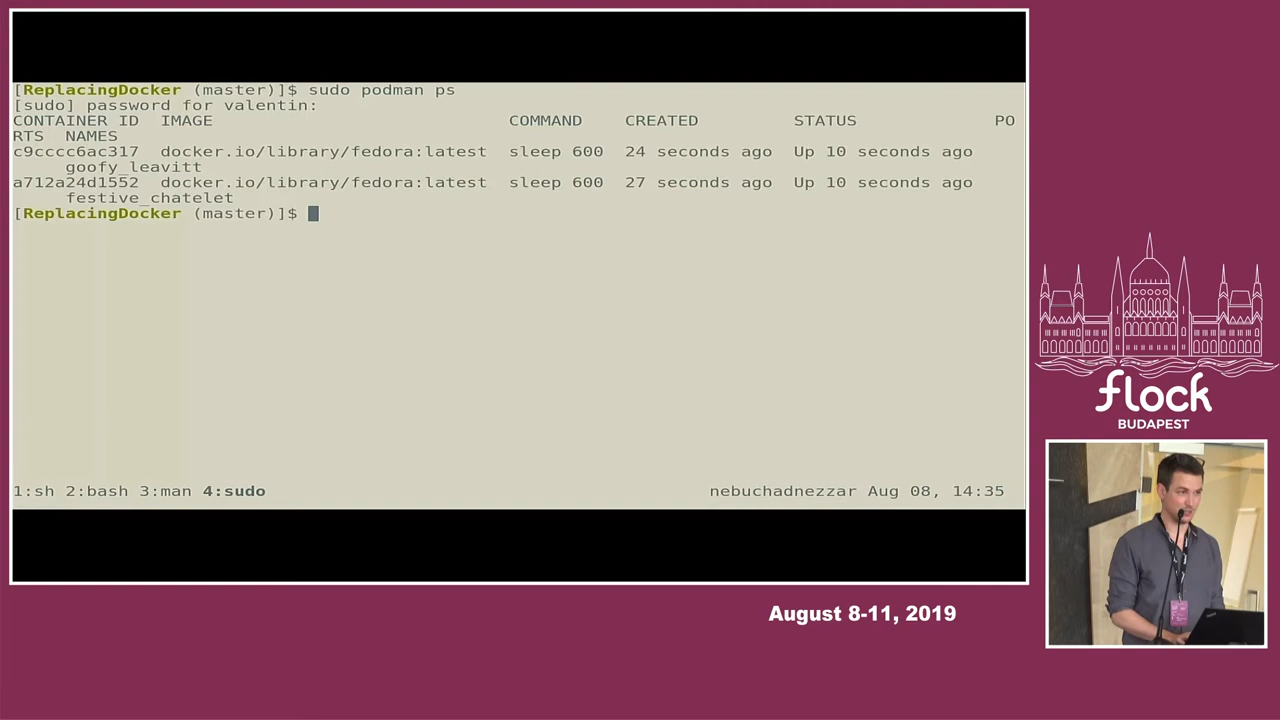 [ReplacingDocker (master)]$ sudo podman ps
[sudo] password for valentin:
CONTAINER ID  IMAGE                            COMMAND    CREATED         STATUS             PO
RTS  NAMES
c9cccc6ac317  docker.io/library/fedora:latest  sleep 600  24 seconds ago  Up 10 seconds ago
     goofy_leavitt
a712a24d1552  docker.io/library/fedora:latest  sleep 600  27 seconds ago  Up 10 seconds ago
     festive_chatelet
[ReplacingDocker (master)]$
1:sh 2:bash 3:man 4:sudo                    nebuchadnezzar Aug 08, 14:35
flock
BUDAPEST
August 8-11, 2019